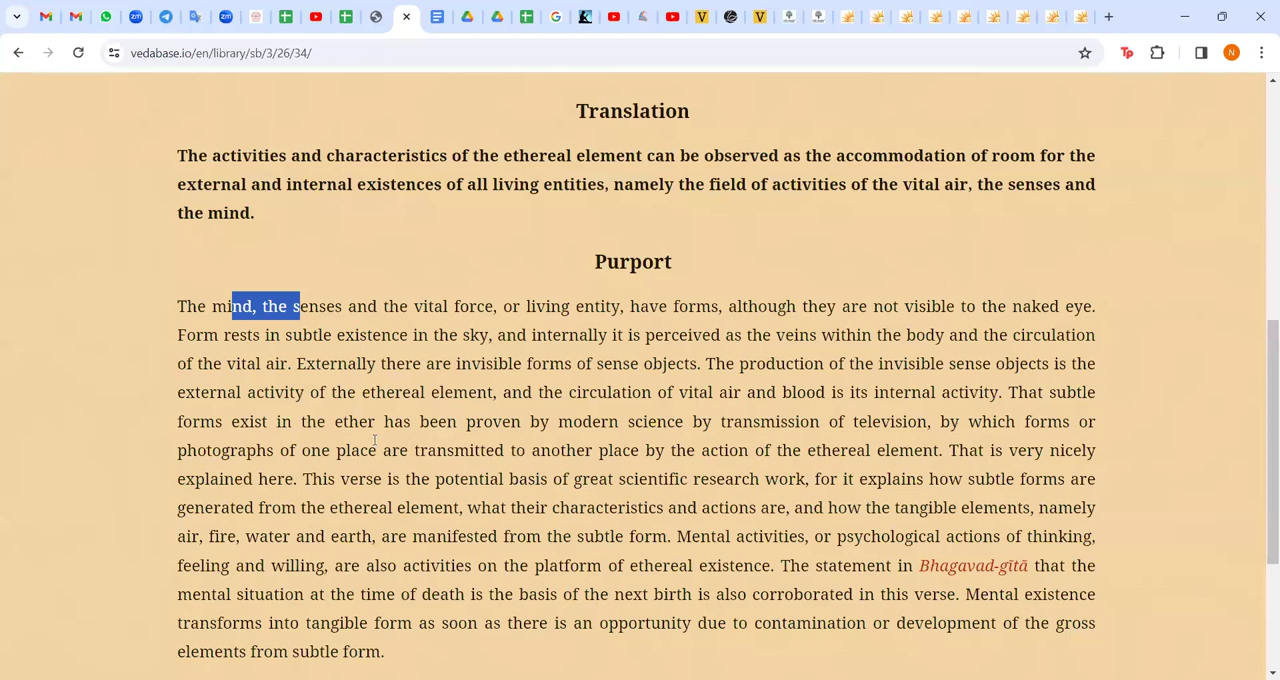 vedabase.io/en/library/sb/3/26/34/
Translation
The activities and characteristics of the ethereal element can be observed as the accommodation of room for the
external and internal existences of all living entities, namely the field of activities of the vital air, the senses and
the mind.
Purport
The mind, the senses and the vital force, or living entity, have forms, although they are not visible to the naked eye.
Form rests in subtle existence in the sky, and internally it is perceived as the veins within the body and the circulation
of the vital air. Externally there are invisible forms of sense objects. The production of the invisible sense objects is the
external activity of the ethereal element, and the circulation of vital air and blood is its internal activity. That subtle
forms exist in the ether has been proven by modern science by transmission of television, by which forms or
photographs of one place are transmitted to another place by the action of the ethereal element. That is very nicely
explained here. This verse is the potential basis of great scientific research work, for it explains how subtle forms are
generated from the ethereal element, what their characteristics and actions are, and how the tangible elements, namely
air, fire, water and earth, are manifested from the subtle form. Mental activities, or psychological actions of thinking,
feeling and willing, are also activities on the platform of ethereal existence. The statement in Bhagavad-gītā that the
mental situation at the time of death is the basis of the next birth is also corroborated in this verse. Mental existence
transforms into tangible form as soon as there is an opportunity due to contamination or development of the gross
elements from subtle form.